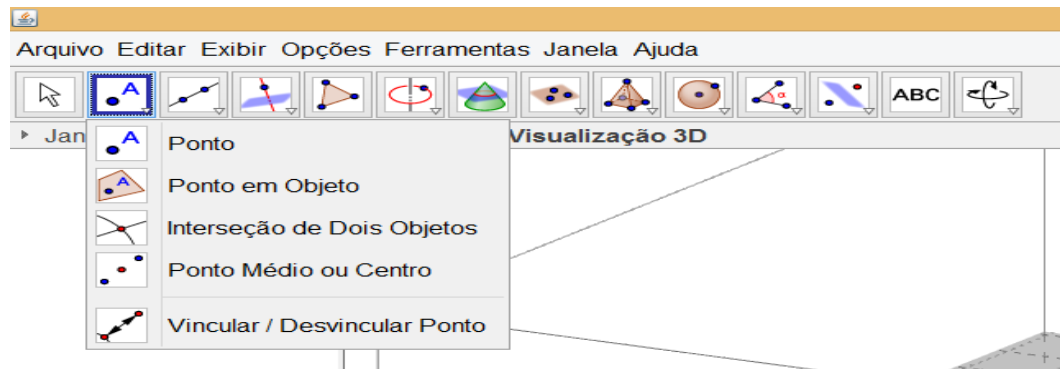 Arquivo Editar Exibir Opções Ferramentas Janela Ajuda
A ABC
Jan Visualização 3D
A Ponto
A Ponto em Objeto
Interseção de Dois Objetos
Ponto Médio ou Centro
Vincular / Desvincular Ponto